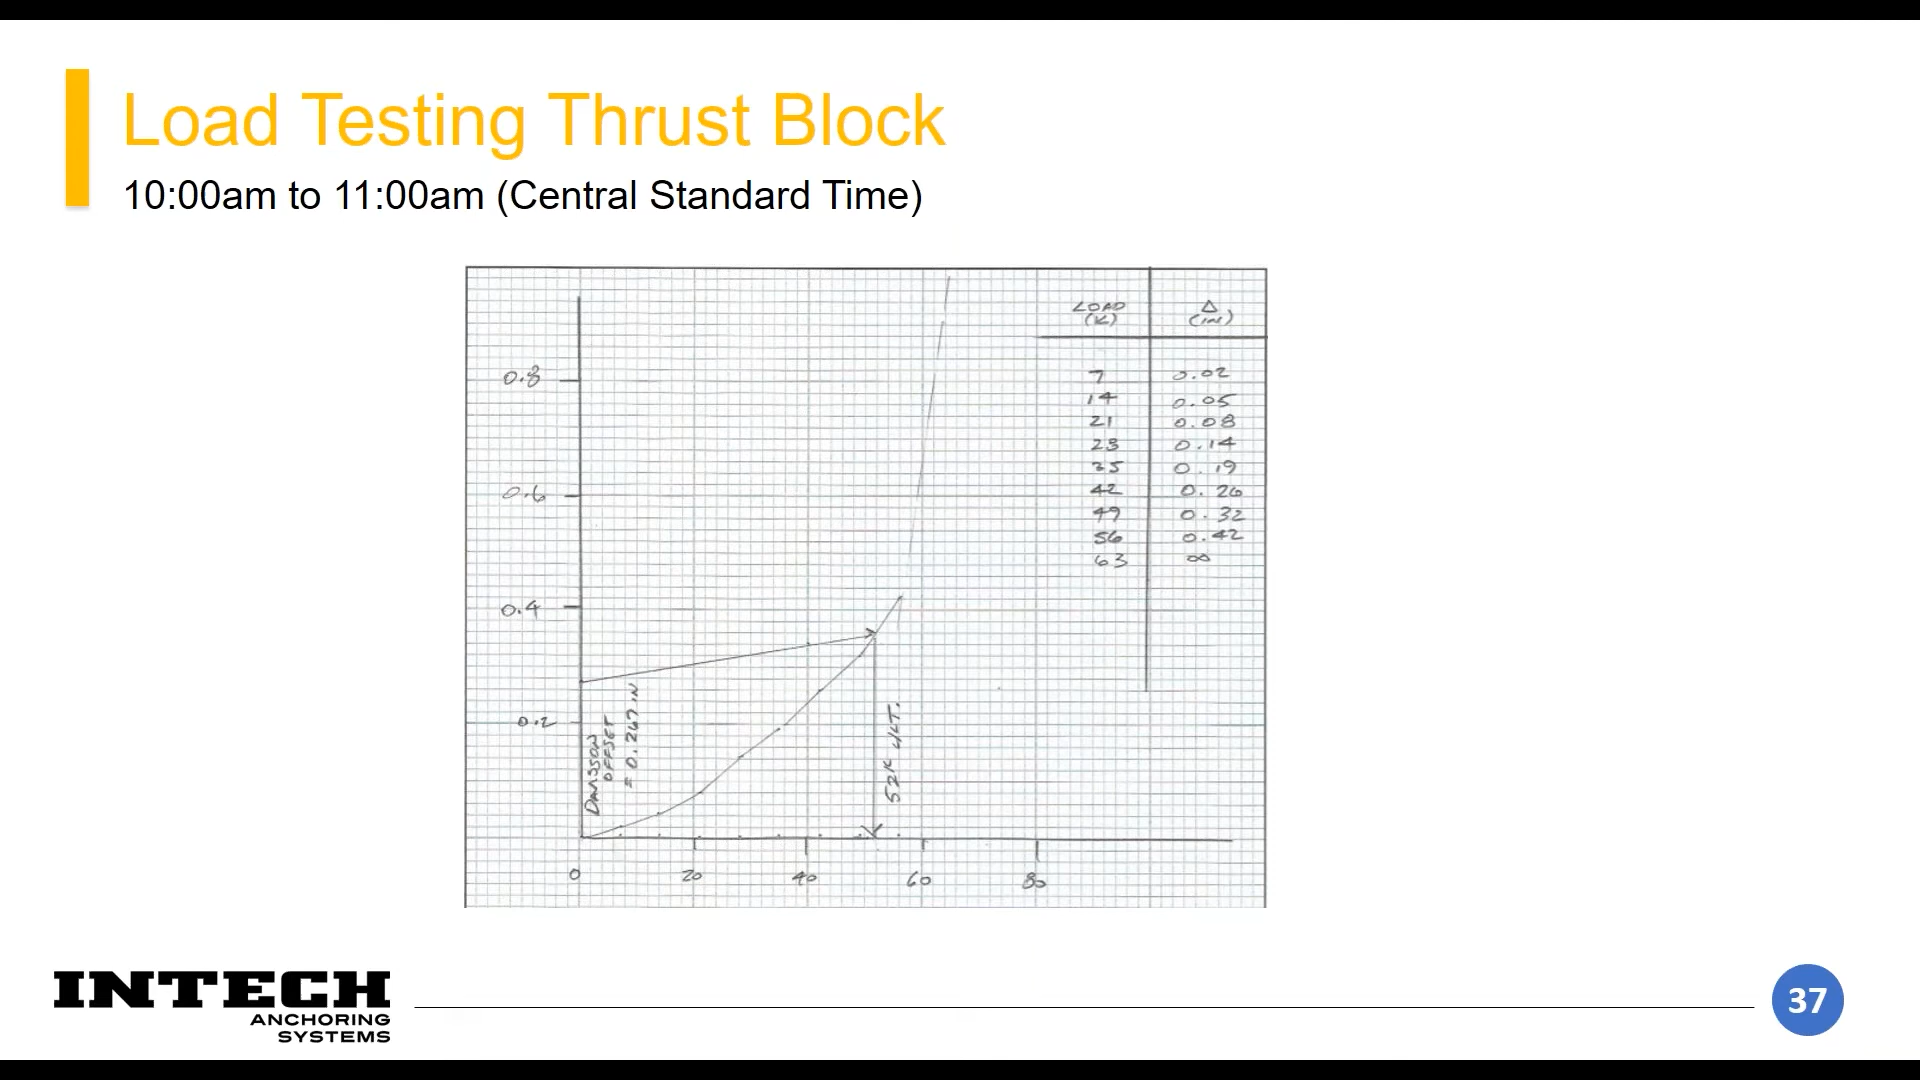 Load Testing Thrust Block
10:00am to 11:00am (Central Standard Time)
LOAD Δ
(K) (IN)
7 0.02
14 0.05
21 0.08
28 0.14
35 0.19
42 0.26
49 0.32
56 0.42
63 ∞
0.8
0.6
0.4
0.2
DAVISSON
OFFSET
= 0.267 IN
52K ULT.
0 20 40 60 80
INTECH
ANCHORING
SYSTEMS
37